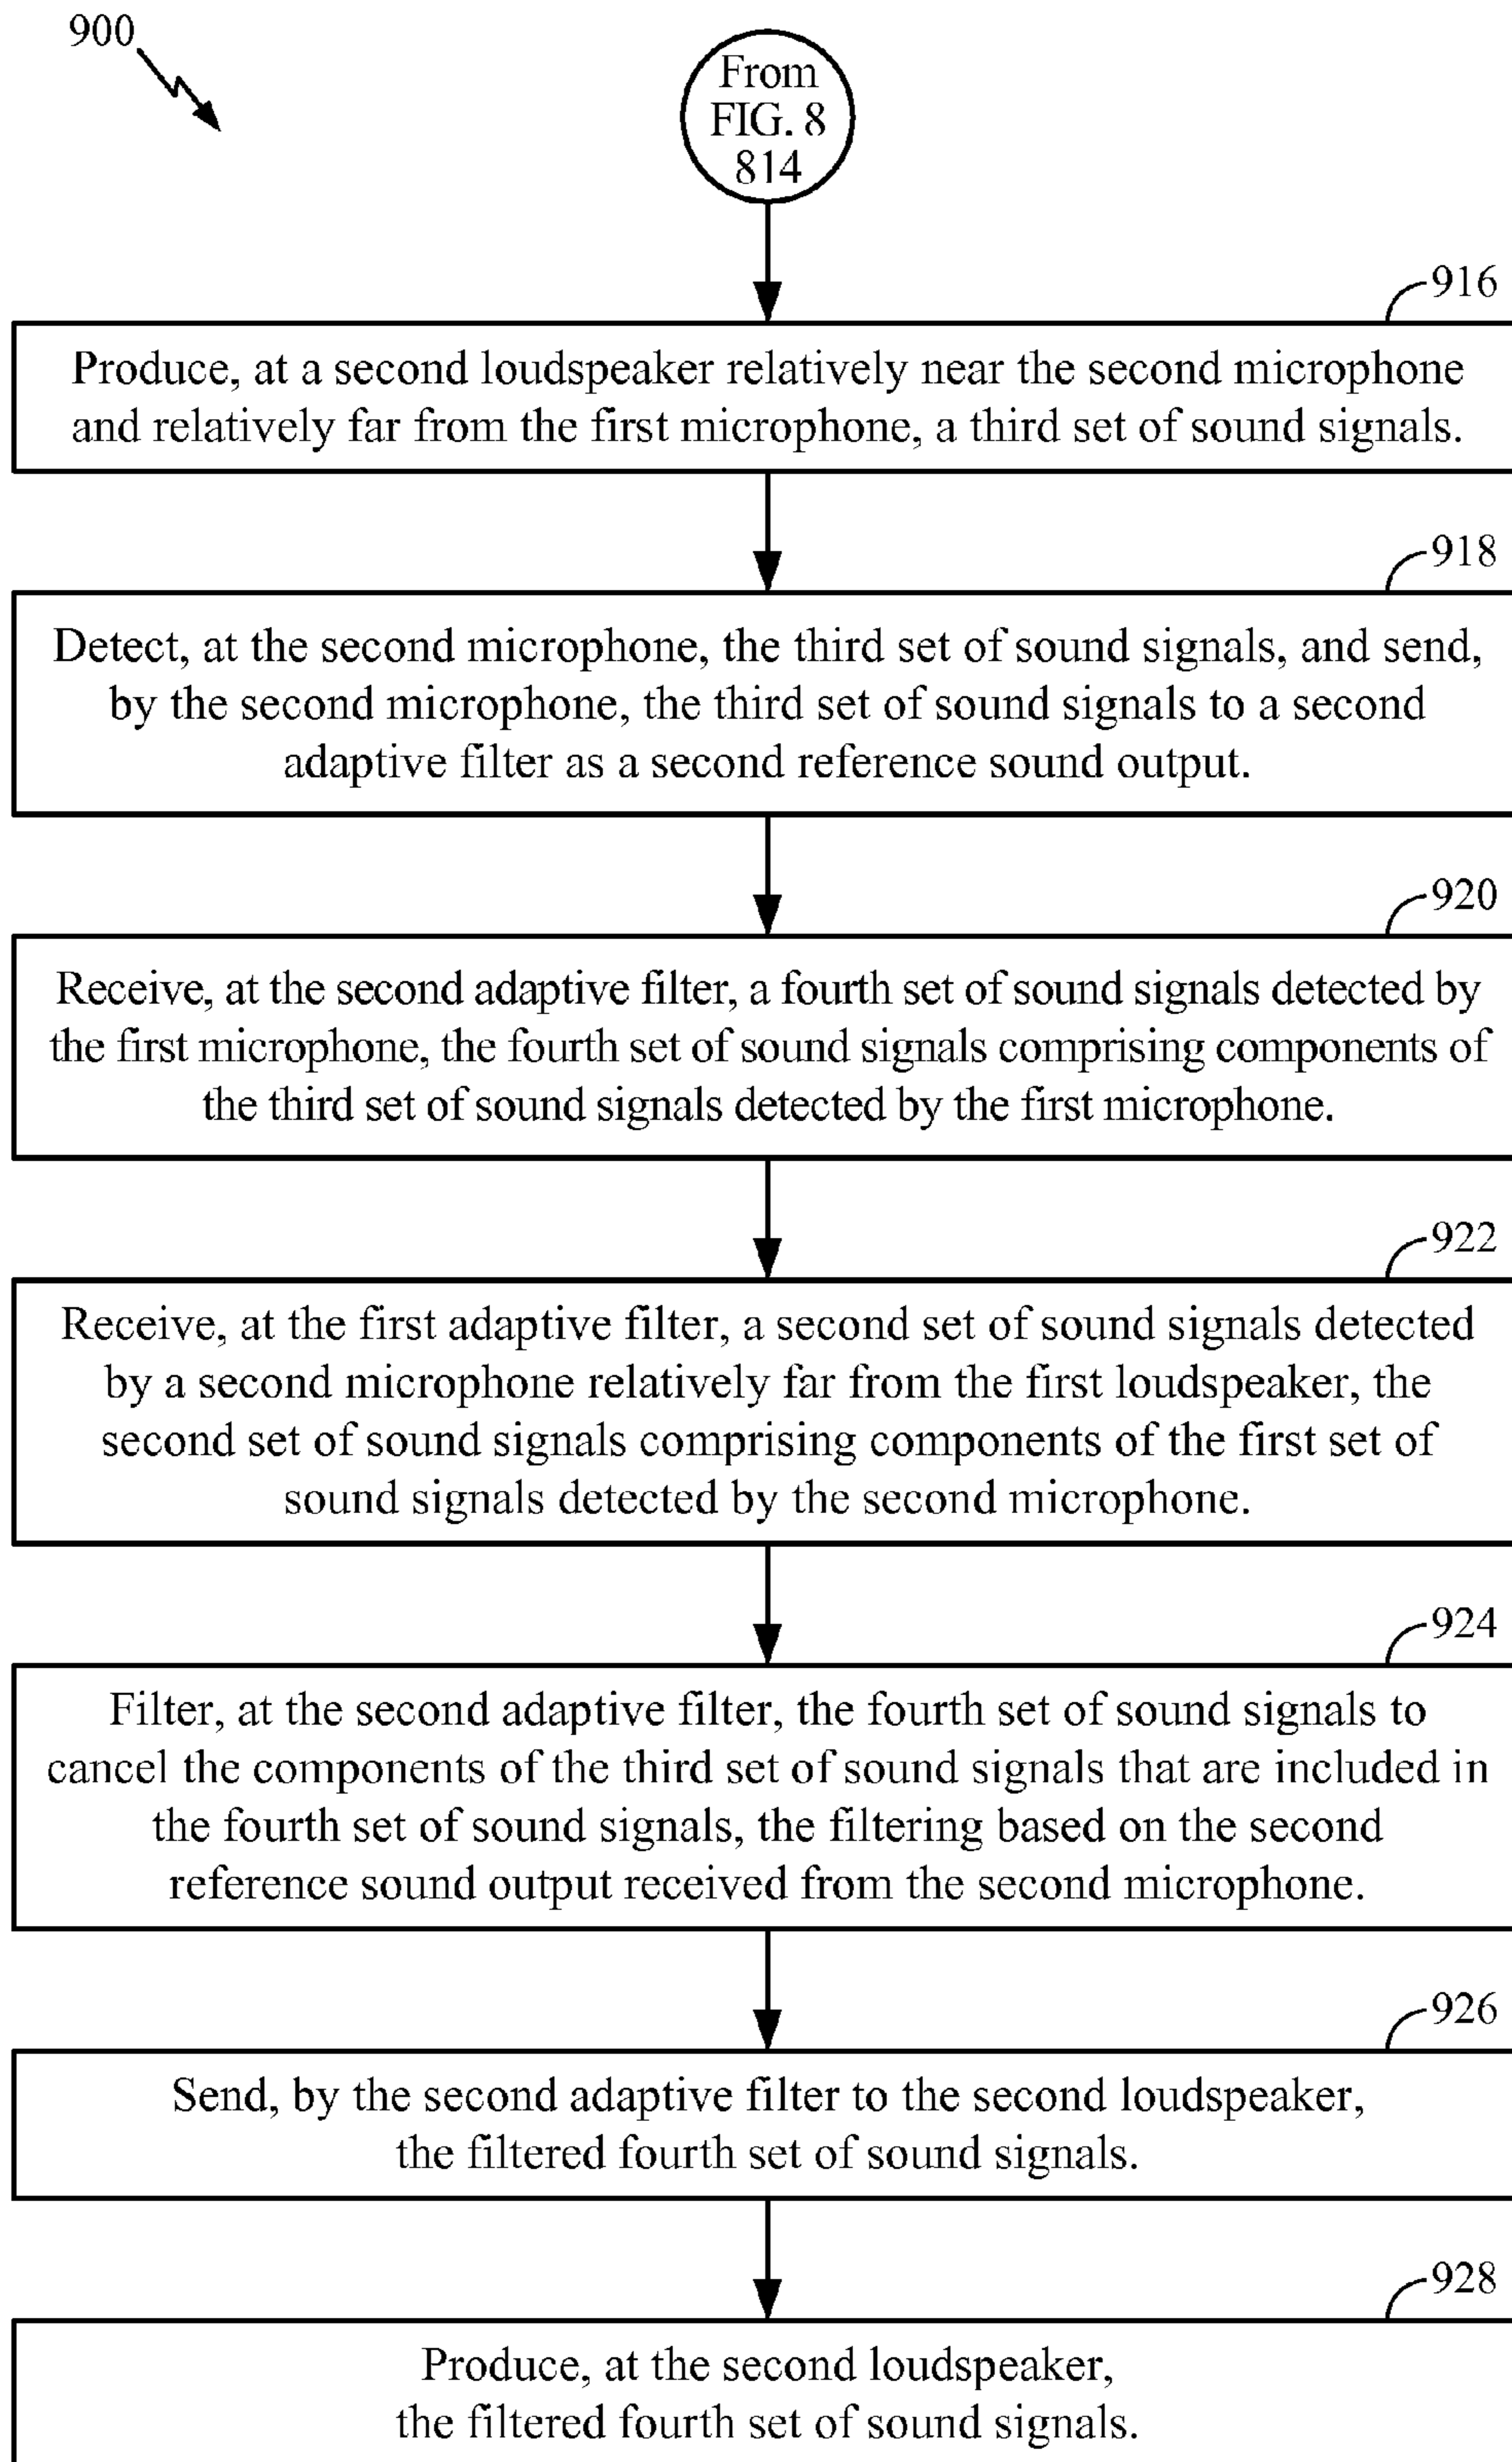 900
From
FIG. 8
814
916
Produce, at a second loudspeaker relatively near the second microphone
and relatively far from the first microphone, a third set of sound signals.
918
Detect, at the second microphone, the third set of sound signals, and send,
by the second microphone, the third set of sound signals to a second
adaptive filter as a second reference sound output.
920
Receive, at the second adaptive filter, a fourth set of sound signals detected by
the first microphone, the fourth set of sound signals comprising components of
the third set of sound signals detected by the first microphone.
922
Receive, at the first adaptive filter, a second set of sound signals detected
by a second microphone relatively far from the first loudspeaker, the
second set of sound signals comprising components of the first set of
sound signals detected by the second microphone.
924
Filter, at the second adaptive filter, the fourth set of sound signals to
cancel the components of the third set of sound signals that are included in
the fourth set of sound signals, the filtering based on the second
reference sound output received from the second microphone.
926
Send, by the second adaptive filter to the second loudspeaker,
the filtered fourth set of sound signals.
928
Produce, at the second loudspeaker,
the filtered fourth set of sound signals.